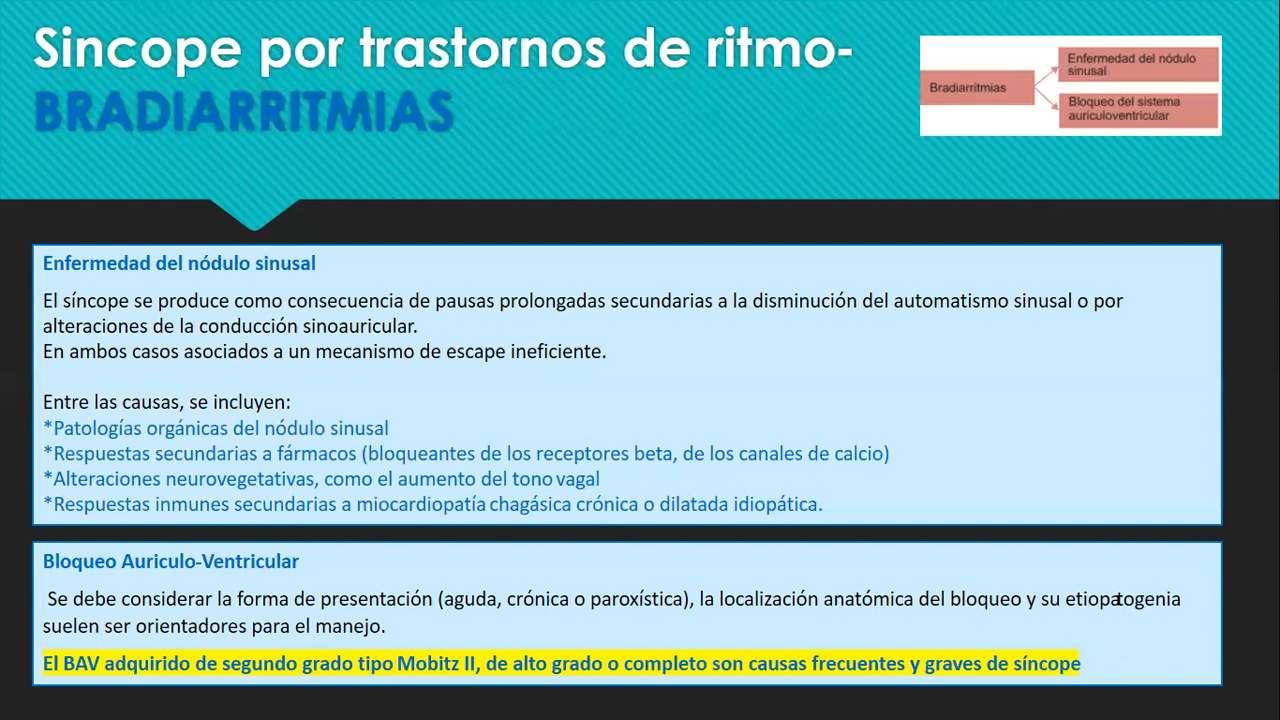 Sincope por trastornos de ritmo-
BRADIARRITMIAS
Bradiarritmias
Enfermedad del nódulo
sinusal
Bloqueo del sistema
auriculoventricular
Enfermedad del nódulo sinusal
El síncope se produce como consecuencia de pausas prolongadas secundarias a la disminución del automatismo sinusal o por
alteraciones de la conducción sinoauricular.
En ambos casos asociados a un mecanismo de escape ineficiente.
Entre las causas, se incluyen:
*Patologías orgánicas del nódulo sinusal
*Respuestas secundarias a fármacos (bloqueantes de los receptores beta, de los canales de calcio)
*Alteraciones neurovegetativas, como el aumento del tono vagal
*Respuestas inmunes secundarias a miocardiopatía chagásica crónica o dilatada idiopática.
Bloqueo Auriculo-Ventricular
Se debe considerar la forma de presentación (aguda, crónica o paroxística), la localización anatómica del bloqueo y su etiopatogenia
suelen ser orientadores para el manejo.
El BAV adquirido de segundo grado tipo Mobitz II, de alto grado o completo son causas frecuentes y graves de síncope